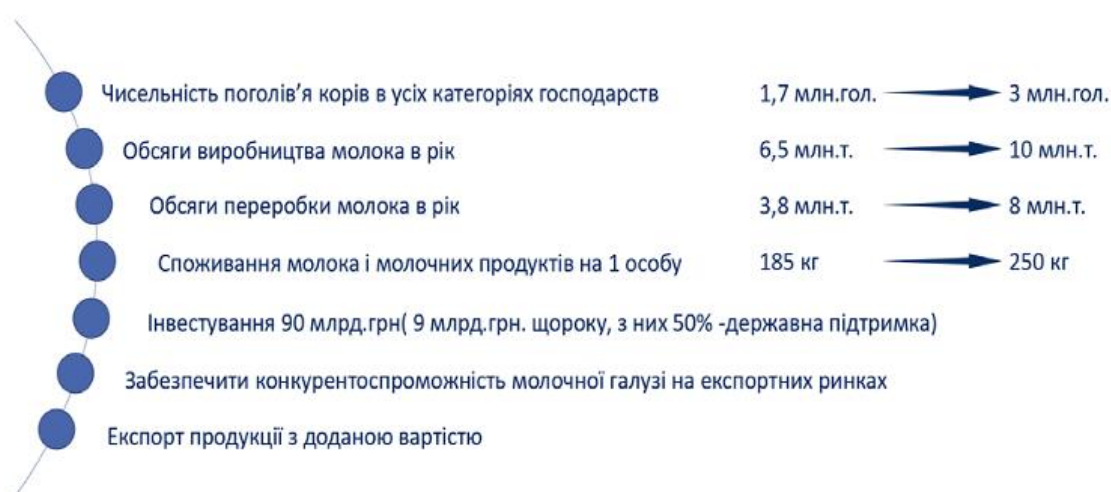 Чисельність поголів’я корів в усіх категоріях господарств 1,7 млн.гол. 3 млн.гол.
Обсяги виробництва молока в рік 6,5 млн.т. 10 млн.т.
Обсяги переробки молока в рік 3,8 млн.т. 8 млн.т.
Споживання молока і молочних продуктів на 1 особу 185 кг 250 кг
Інвестування 90 млрд.грн( 9 млрд.грн. щороку, з них 50% -державна підтримка)
Забезпечити конкурентоспроможність молочної галузі на експортних ринках
Експорт продукції з доданою вартістю